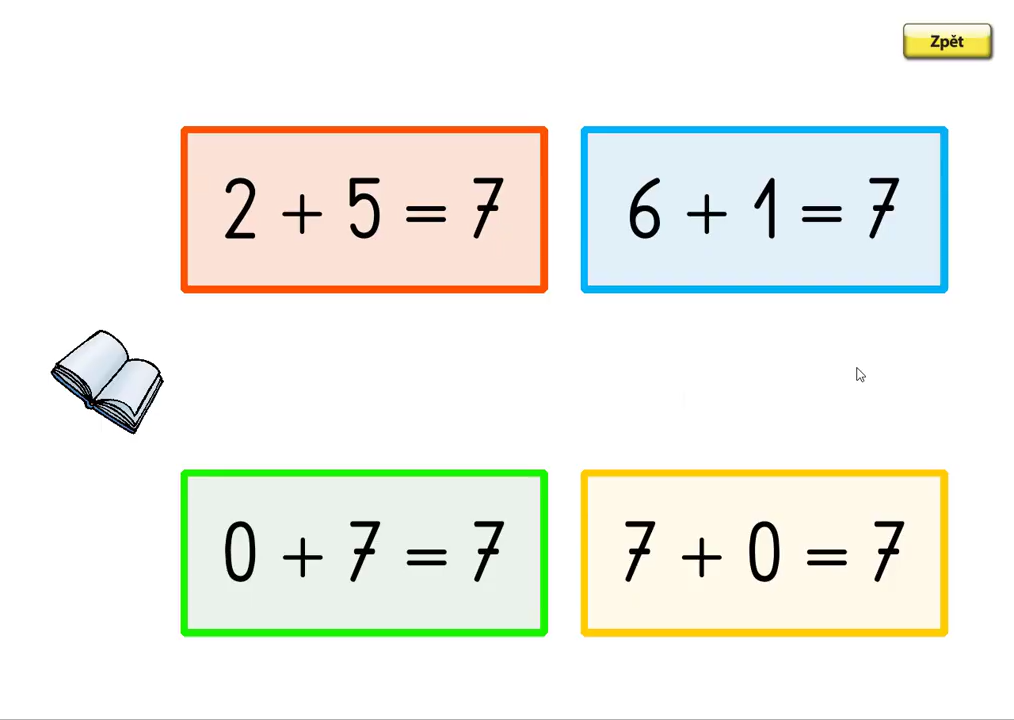 Zpět
2 + 5 = 7
6 + 1 = 7
0 + 7 = 7
7 + 0 = 7